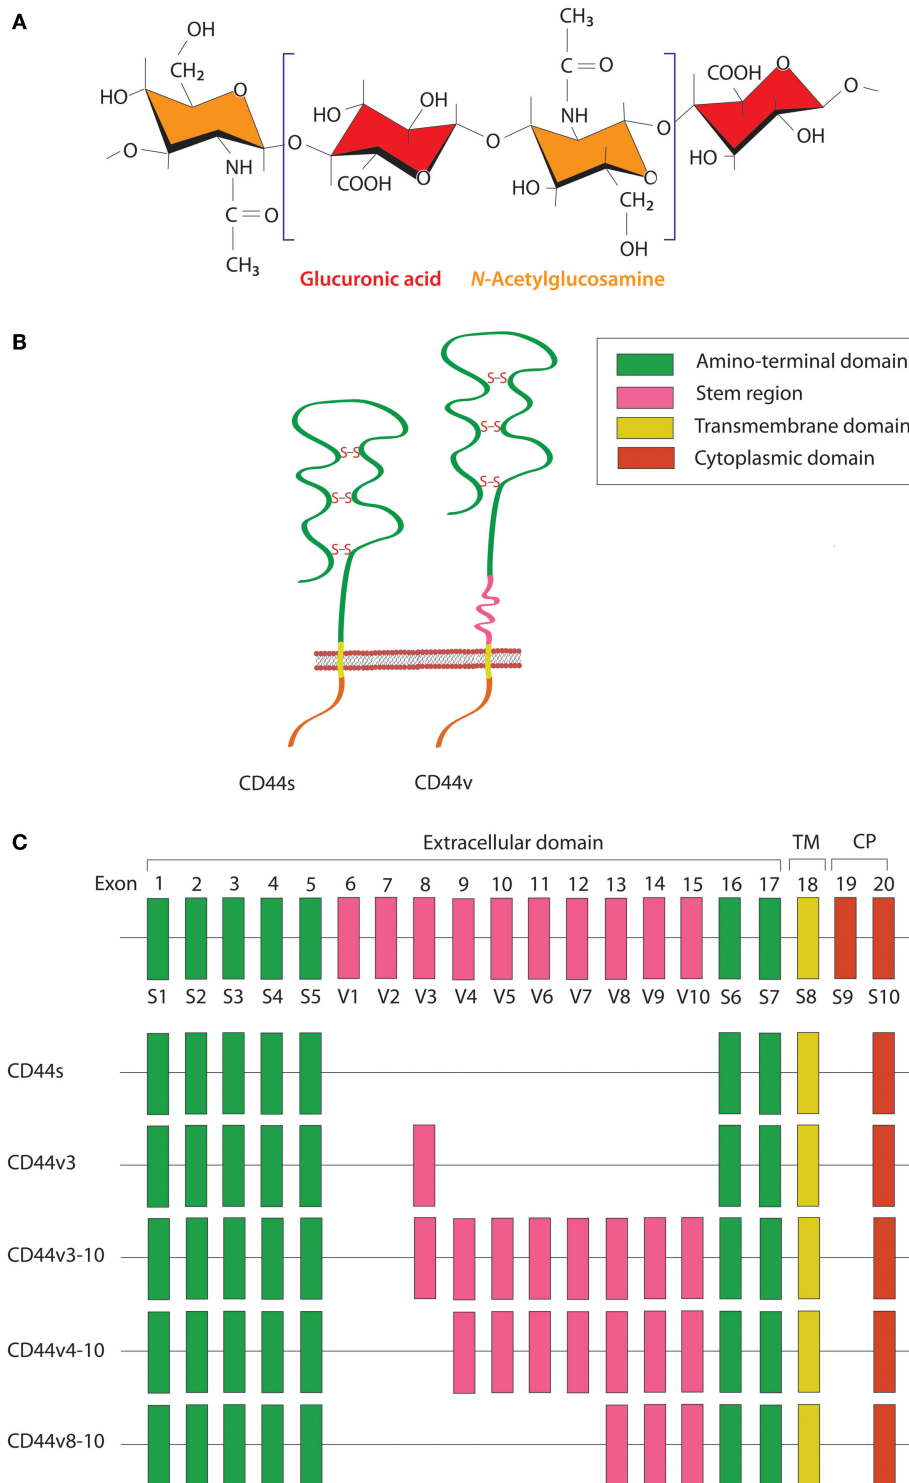 A
CH₃
OH
CH₂
C=O
HO
O
NH
HO
OH
O
COOH
O
O
O
O
NH
C=O
CH₃
COOH
O
HO
O
CH₂
OH
O
COOH
O
O
HO
OH
Glucuronic acid N-Acetylglucosamine
B
S–S
S–S
S–S
S–S
S–S
S–S
CD44s
CD44v
Amino-terminal domain
Stem region
Transmembrane domain
Cytoplasmic domain
C
Extracellular domain TM CP
Exon 1 2 3 4 5 6 7 8 9 10 11 12 13 14 15 16 17 18 19 20
S1 S2 S3 S4 S5 V1 V2 V3 V4 V5 V6 V7 V8 V9 V10 S6 S7 S8 S9 S10
CD44s
CD44v3
CD44v3-10
CD44v4-10
CD44v8-10